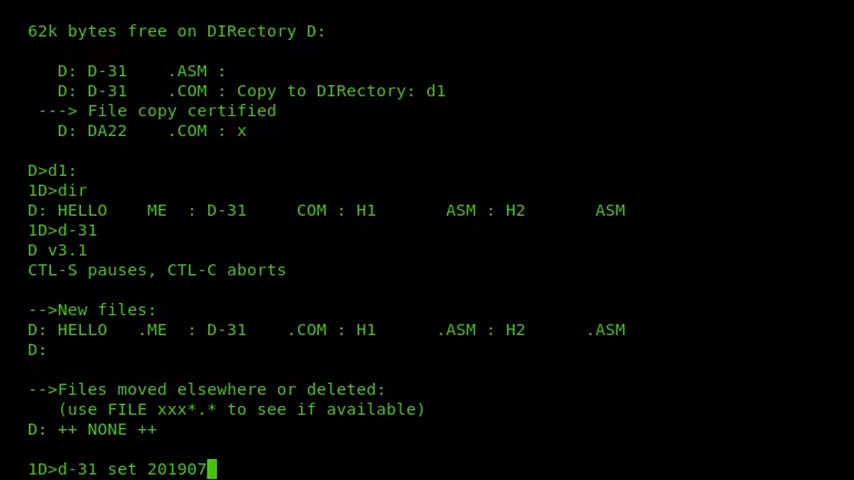 62k bytes free on DIRectory D:
D: D-31    .ASM :
D: D-31    .COM : Copy to DIRectory: d1
---> File copy certified
D: DA22    .COM : x
D>d1:
1D>dir
D: HELLO    ME  : D-31     COM : H1       ASM : H2       ASM
1D>d-31
D v3.1
CTL-S pauses, CTL-C aborts
-->New files:
D: HELLO   .ME  : D-31    .COM : H1      .ASM : H2      .ASM
D:
-->Files moved elsewhere or deleted:
(use FILE xxx*.* to see if available)
D: ++ NONE ++
1D>d-31 set 201907